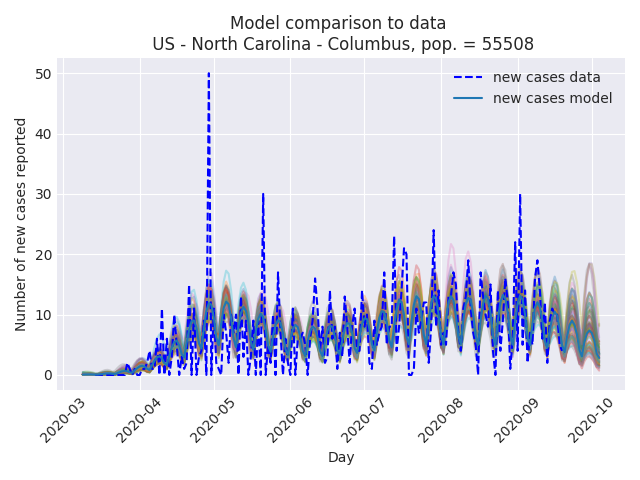 Model comparison to data
US - North Carolina - Columbus, pop. = 55508
new cases data
new cases model
Number of new cases reported
50
40
30
20
10
0
2020-03
2020-04
2020-05
2020-06
2020-07
2020-08
2020-09
2020-10
Day